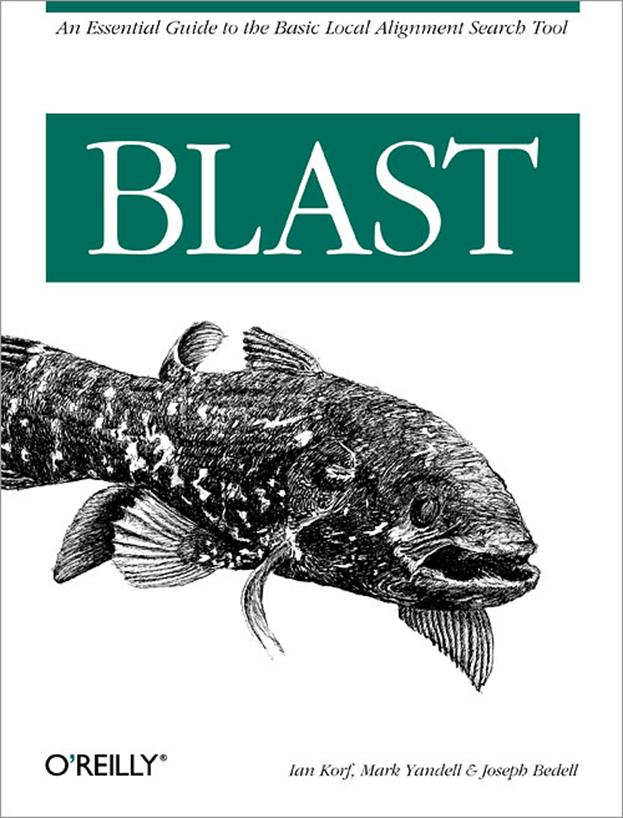 An Essential Guide to the Basic Local Alignment Search Tool
BLAST
O'REILLY®
Ian Korf, Mark Yandell & Joseph Bedell